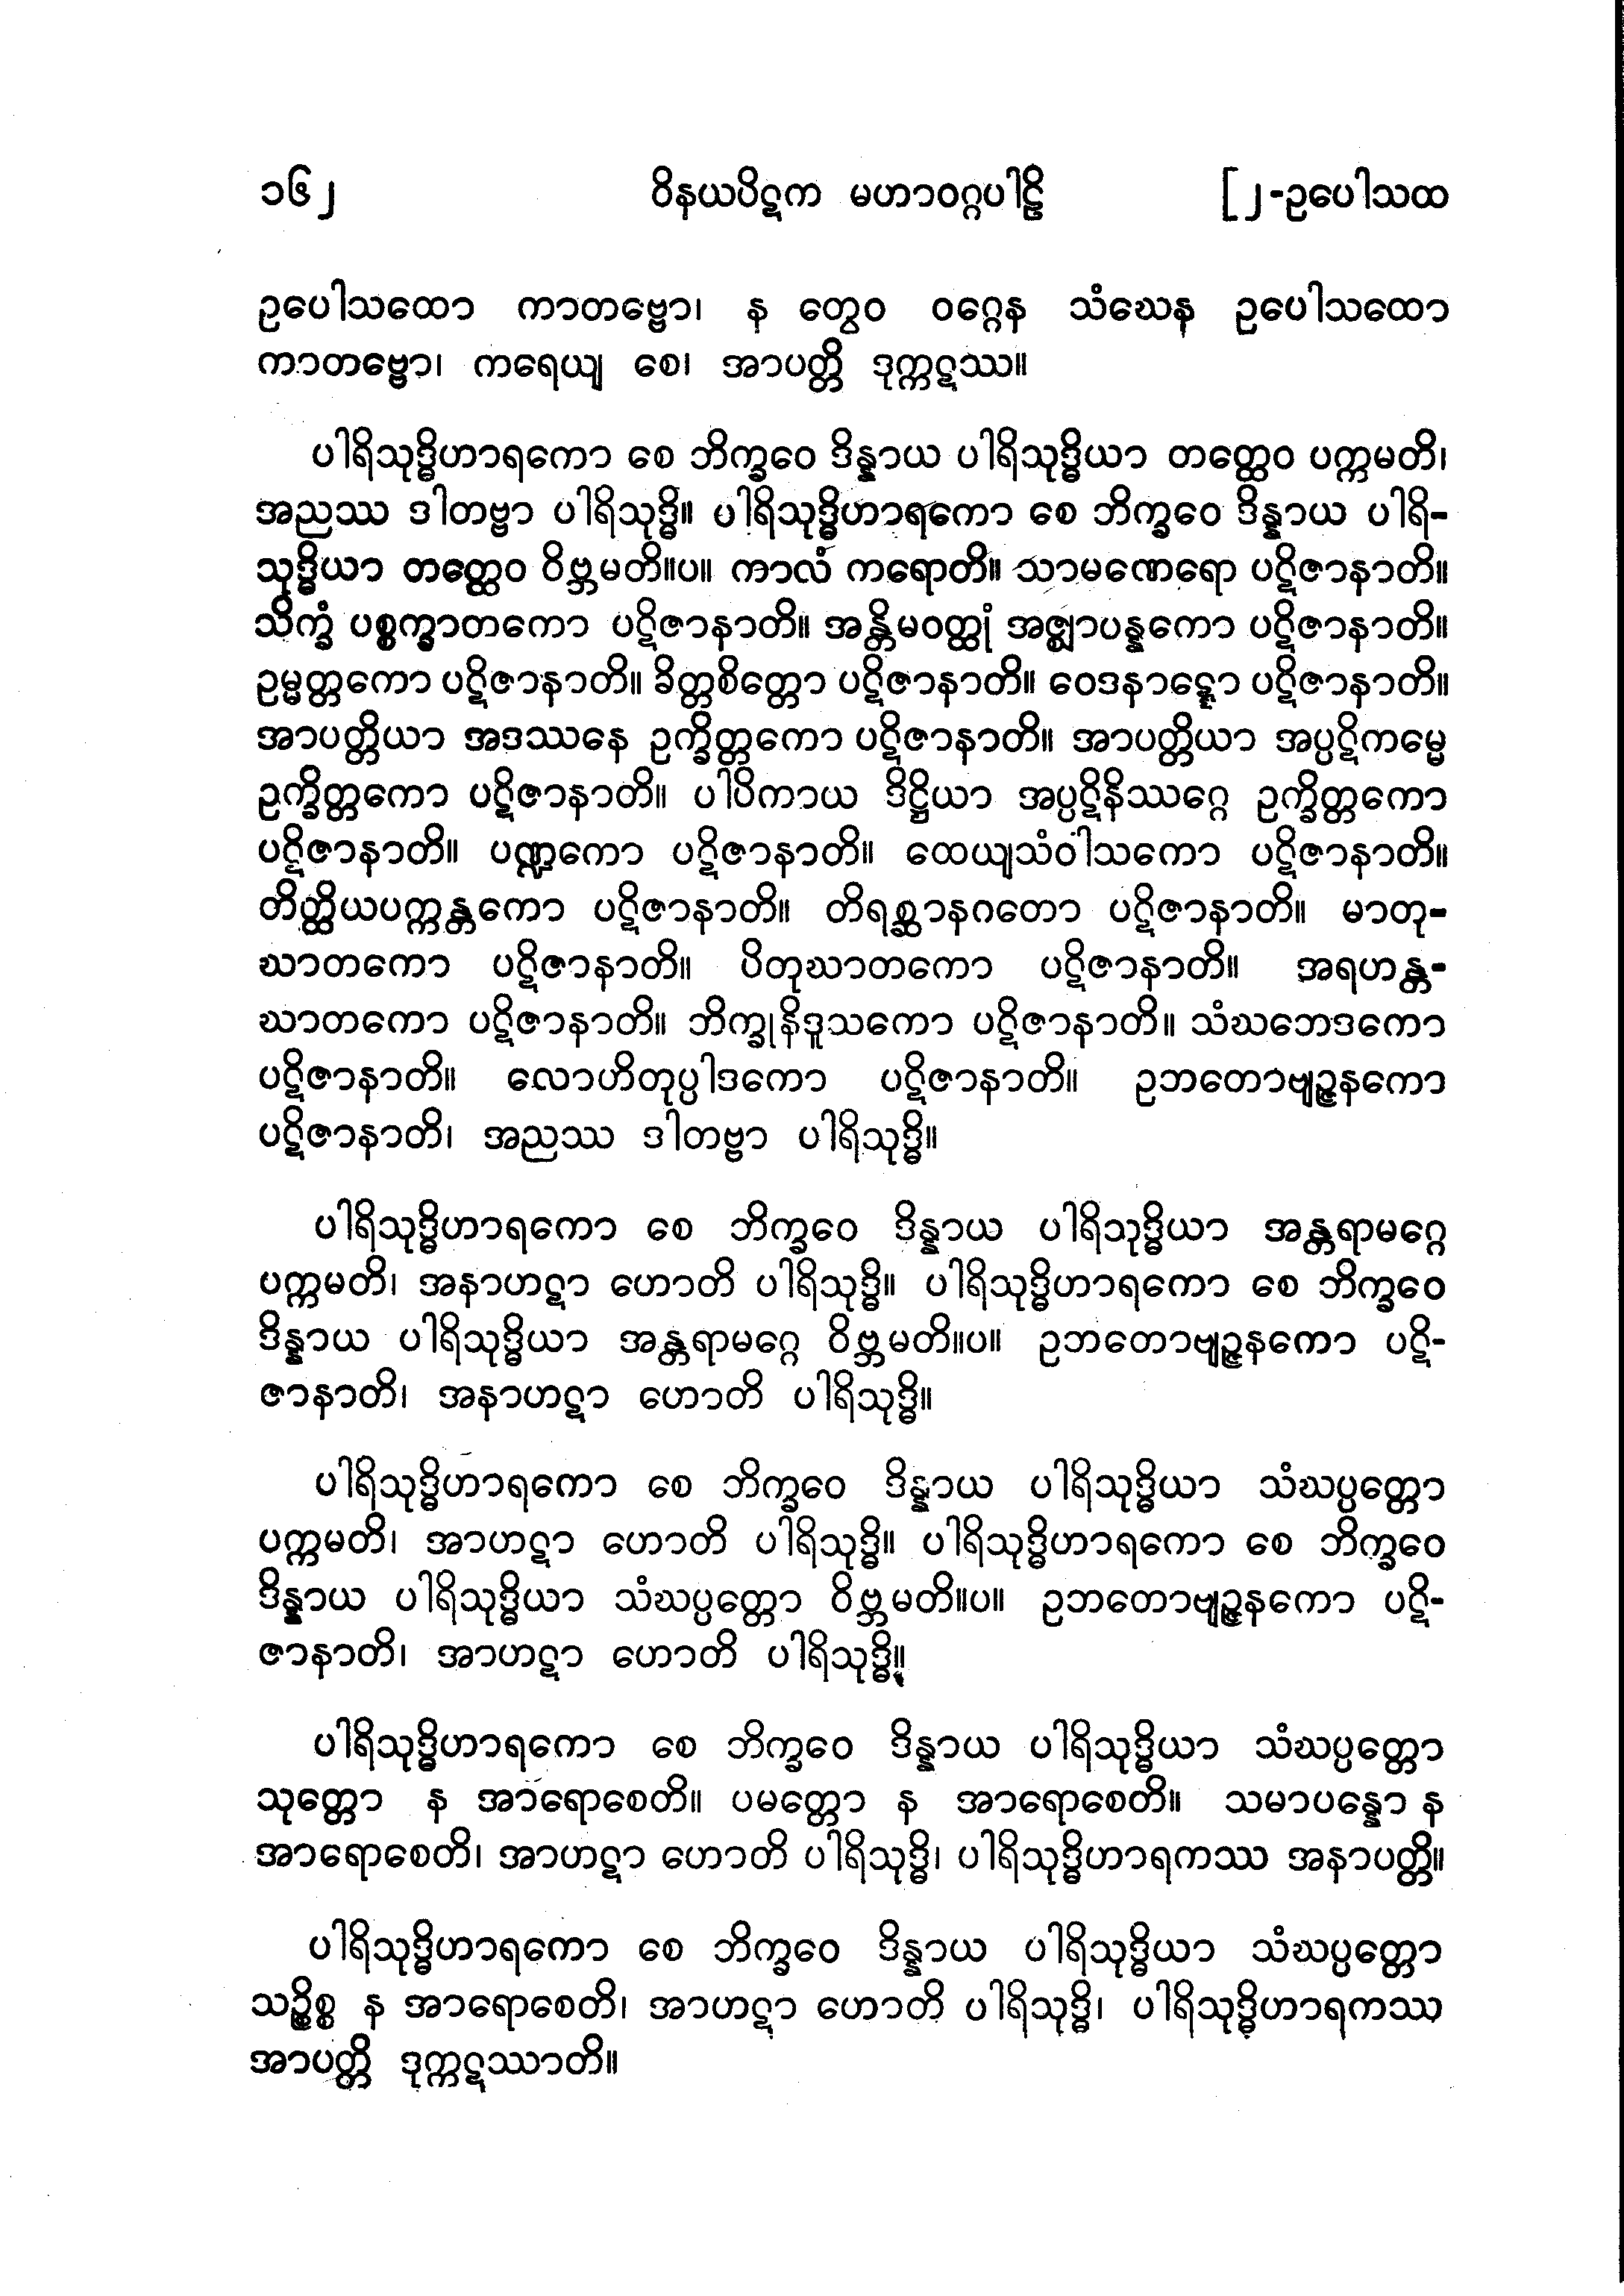 ၁၆၂ ဝိနယပိဋက မဟာဝဂ္ဂပါဠိ [၂-ဥပေါသထ
ဥပေါသထော ကာတဗ္ဗော၊ န တွေဝ ဝဂ္ဂေန သံဃေန ဥပေါသထော
ကာတဗ္ဗော၊ ကရေယျ စေ၊ အာပတ္တိ ဒုက္ကဋဿ။
ပါရိသုဒ္ဓိဟာရကော စေ ဘိက္ခဝေ ဒိန္နာယ ပါရိသုဒ္ဓိယာ တတ္ထေဝ ပက္ကမတိ၊
အညဿ ဒါတဗ္ဗာ ပါရိသုဒ္ဓိ။ ပါရိသုဒ္ဓိဟာရကော စေ ဘိက္ခဝေ ဒိန္နာယ ပါရိ-
သုဒ္ဓိယာ တတ္ထေဝ ဝိဗ္ဘမတိ။ပ။ ကာလံ ကရောတိ။ သာမဏေရော ပဋိဇာနာတိ။
သိက္ခံ ပစ္စက္ခာတကော ပဋိဇာနာတိ။ အန္တိမဝတ္ထုံ အဇ္ဈာပန္နကော ပဋိဇာနာတိ။
ဥမ္မတ္တကော ပဋိဇာနာတိ။ ခိတ္တစိတ္တော ပဋိဇာနာတိ။ ဝေဒနာဋ္ဋော ပဋိဇာနာတိ။
အာပတ္တိယာ အဒဿနေ ဥက္ခိတ္တကော ပဋိဇာနာတိ။ အာပတ္တိယာ အပ္ပဋိကမ္မေ
ဥက္ခိတ္တကော ပဋိဇာနာတိ။ ပါပိကာယ ဒိဋ္ဌိယာ အပ္ပဋိနိဿဂ္ဂေ ဥက္ခိတ္တကော
ပဋိဇာနာတိ။ ပဏ္ဍကော ပဋိဇာနာတိ။ ထေယျသံဝါသကော ပဋိဇာနာတိ။
တိတ္ထိယပက္ကန္တကော ပဋိဇာနာတိ။ တိရစ္ဆာနဂတော ပဋိဇာနာတိ။ မာတု-
ဃာတကော ပဋိဇာနာတိ။ ပိတုဃာတကော ပဋိဇာနာတိ။ အရဟန္တ-
ဃာတကော ပဋိဇာနာတိ။ ဘိက္ခုနိဒူသကော ပဋိဇာနာတိ။ သံဃဘေဒကော
ပဋိဇာနာတိ။ လောဟိတုပ္ပါဒကော ပဋိဇာနာတိ။ ဥဘတောဗျဉ္ဇနကော
ပဋိဇာနာတိ၊ အညဿ ဒါတဗ္ဗာ ပါရိသုဒ္ဓိ။
ပါရိသုဒ္ဓိဟာရကော စေ ဘိက္ခဝေ ဒိန္နာယ ပါရိသုဒ္ဓိယာ အန္တရာမဂ္ဂေ
ပက္ကမတိ၊ အနာဟဋာ ဟောတိ ပါရိသုဒ္ဓိ။ ပါရိသုဒ္ဓိဟာရကော စေ ဘိက္ခဝေ
ဒိန္နာယ ပါရိသုဒ္ဓိယာ အန္တရာမဂ္ဂေ ဝိဗ္ဘမတိ။ပ။ ဥဘတောဗျဉ္ဇနကော ပဋိ-
ဇာနာတိ၊ အနာဟဋာ ဟောတိ ပါရိသုဒ္ဓိ။
ပါရိသုဒ္ဓိဟာရကော စေ ဘိက္ခဝေ ဒိန္နာယ ပါရိသုဒ္ဓိယာ သံဃပ္ပတ္တော
ပက္ကမတိ၊ အာဟဋာ ဟောတိ ပါရိသုဒ္ဓိ။ ပါရိသုဒ္ဓိဟာရကော စေ ဘိက္ခဝေ
ဒိန္နာယ ပါရိသုဒ္ဓိယာ သံဃပ္ပတ္တော ဝိဗ္ဘမတိ။ပ။ ဥဘတောဗျဉ္ဇနကော ပဋိ-
ဇာနာတိ၊ အာဟဋာ ဟောတိ ပါရိသုဒ္ဓိ။
ပါရိသုဒ္ဓိဟာရကော စေ ဘိက္ခဝေ ဒိန္နာယ ပါရိသုဒ္ဓိယာ သံဃပ္ပတ္တော
သုတ္တော န အာရောစေတိ။ ပမတ္တော န အာရောစေတိ။ သမာပန္နော န
အာရောစေတိ၊ အာဟဋာ ဟောတိ ပါရိသုဒ္ဓိ၊ ပါရိသုဒ္ဓိဟာရကဿ အနာပတ္တိ။
ပါရိသုဒ္ဓိဟာရကော စေ ဘိက္ခဝေ ဒိန္နာယ ပါရိသုဒ္ဓိယာ သံဃပ္ပတ္တော
သဉ္စိစ္စ န အာရောစေတိ၊ အာဟဋာ ဟောတိ ပါရိသုဒ္ဓိ၊ ပါရိသုဒ္ဓိဟာရကဿ
အာပတ္တိ ဒုက္ကဋဿာတိ။